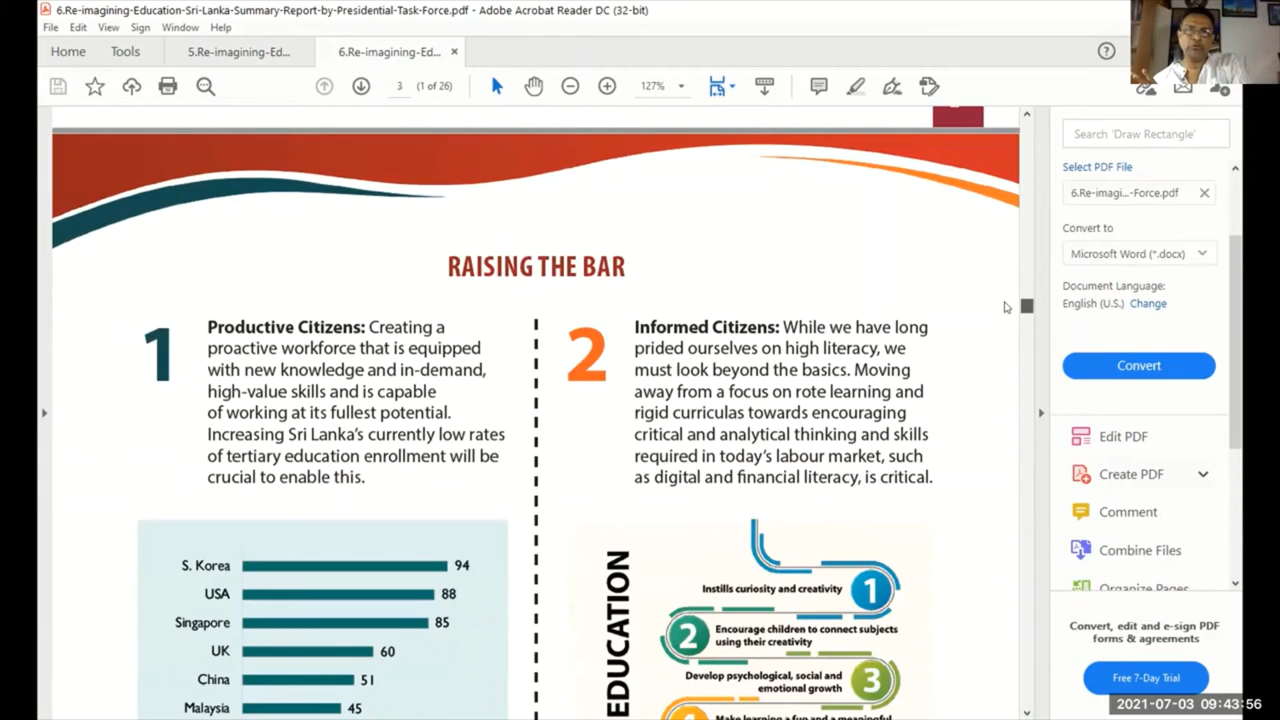 6.Re-imagining-Education-Sri-Lanka-Summary-Report-by-Presidential-Task-Force.pdf - Adobe Acrobat Reader DC (32-bit)
File Edit View Sign Window Help
Home Tools 5.Re-imagining-Ed... 6.Re-imagining-Ed... ×
3 (1 of 26) 127%
Search 'Draw Rectangle'
Select PDF File
6.Re-imagi...-Force.pdf
Convert to
Microsoft Word (*.docx)
Document Language:
English (U.S.) Change
Convert
Edit PDF
Create PDF
Comment
Combine Files
Organize Pages
Convert, edit and e-sign PDF
forms & agreements
Free 7-Day Trial
2021-07-03 09:43:56
RAISING THE BAR
1
Productive Citizens: Creating a
proactive workforce that is equipped
with new knowledge and in-demand,
high-value skills and is capable
of working at its fullest potential.
Increasing Sri Lanka's currently low rates
of tertiary education enrollment will be
crucial to enable this.
S. Korea 94
USA 88
Singapore 85
UK 60
China 51
Malaysia 45
2
Informed Citizens: While we have long
prided ourselves on high literacy, we
must look beyond the basics. Moving
away from a focus on rote learning and
rigid curriculas towards encouraging
critical and analytical thinking and skills
required in today's labour market, such
as digital and financial literacy, is critical.
EDUCATION
Instills curiosity and creativity 1
2 Encourage children to connect subjects
using their creativity
Develop psychological, social and
emotional growth 3
Make learning a fun and a meaningful